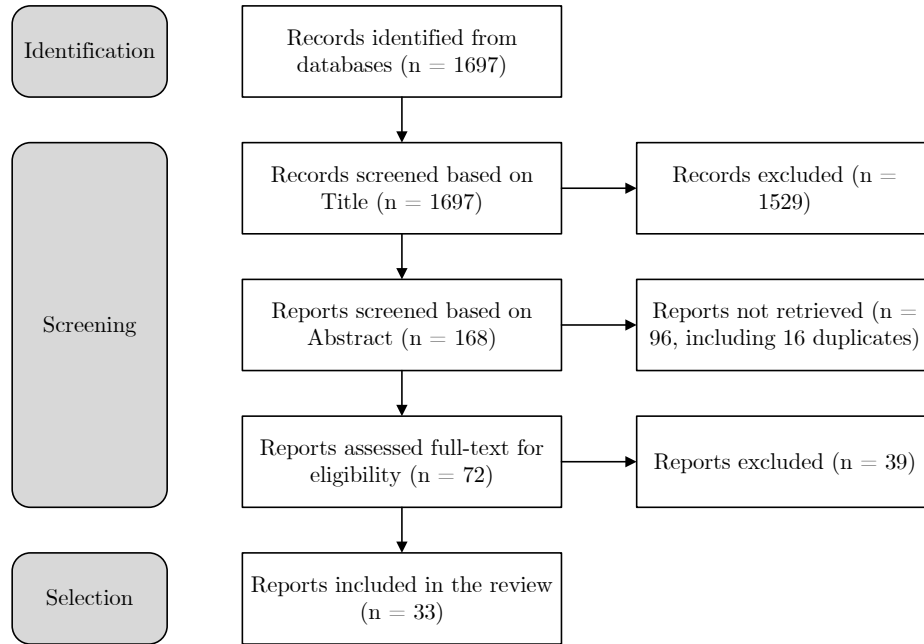 Identification
Records identified from
databases (n = 1697)
Screening
Records screened based on
Title (n = 1697)
Records excluded (n =
1529)
Reports screened based on
Abstract (n = 168)
Reports not retrieved (n =
96, including 16 duplicates)
Reports assessed full-text for
eligibility (n = 72)
Reports excluded (n = 39)
Selection
Reports included in the review
(n = 33)